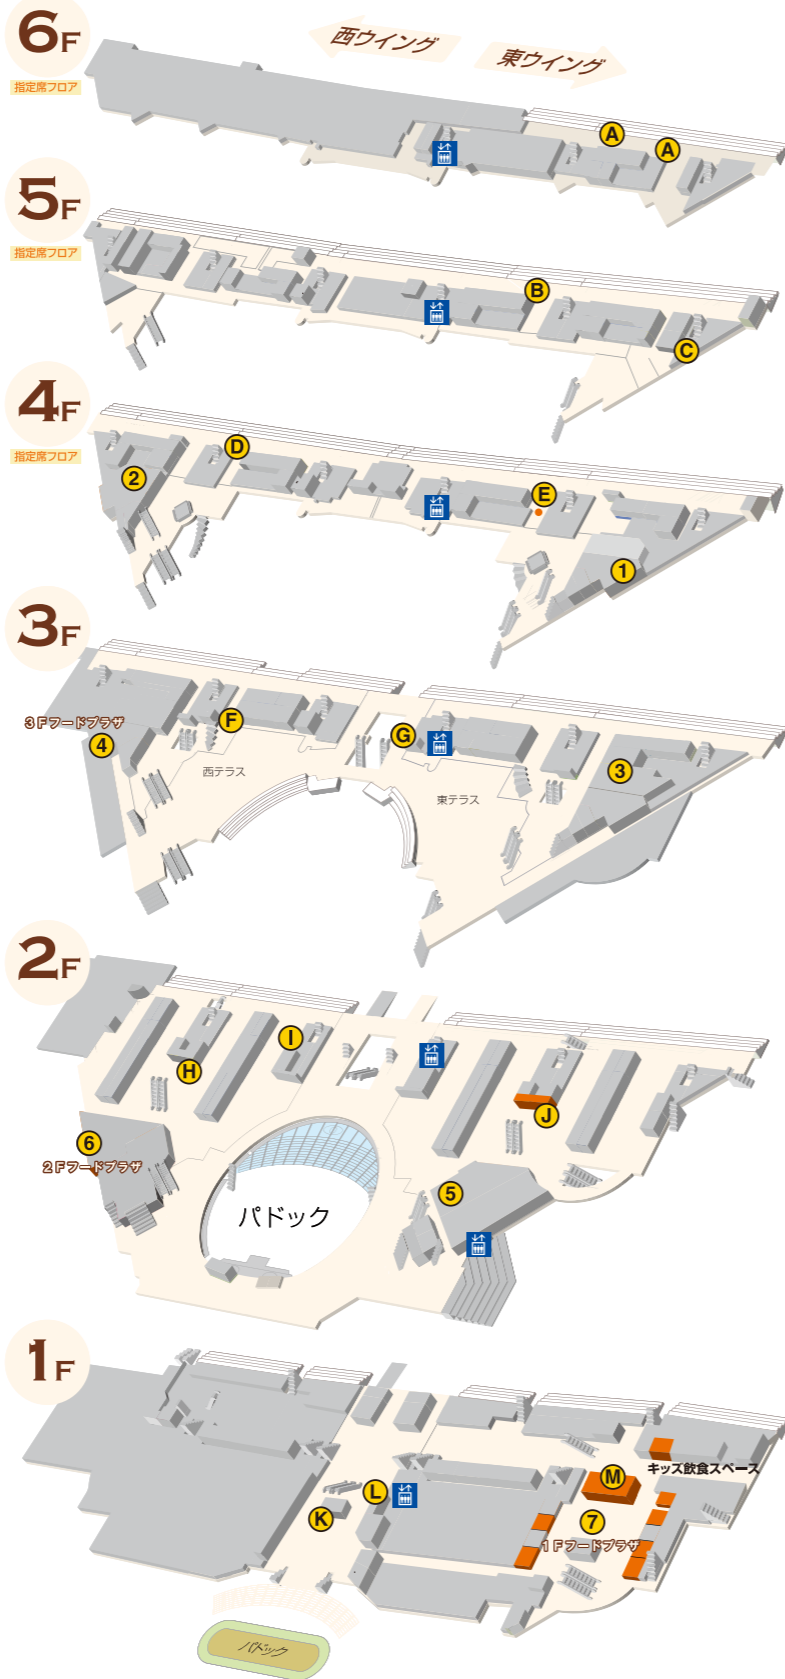 6F
指定席フロア
西ウイング
東ウイング
A
A
5F
指定席フロア
B
C
4F
指定席フロア
D
2
E
1
3F
3Fフードプラザ
4
F
G
3
西テラス
東テラス
2F
I
H
J
6
2Fフードプラザ
5
パドック
1F
キッズ飲食スペース
M
L
K
7
1Fフードプラザ
パドック